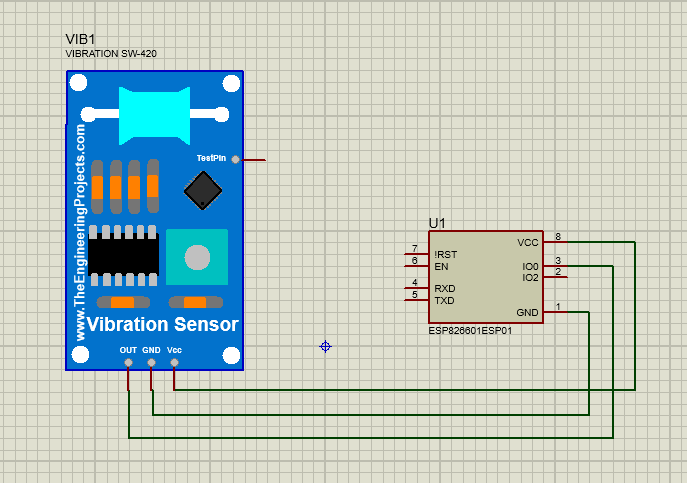 VIB1
VIBRATION SW-420
www.TheEngineeringProjects.com
TestPin
Vibration Sensor
OUT GND Vcc
U1
7 !RST
6 EN
4 RXD
5 TXD
VCC 8
IO0 3
IO2 2
GND 1
ESP826601ESP01